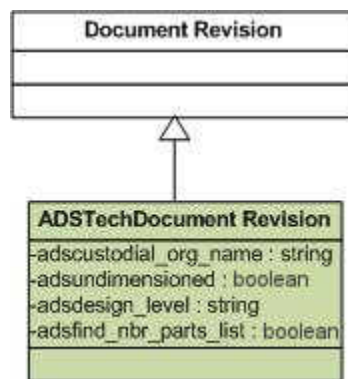 Document Revision
ADSTechDocument Revision
-adscustodial_org_name : string
-adsundimensioned : boolean
-adsdesign_level : string
-adsfind_nbr_parts_list : boolean